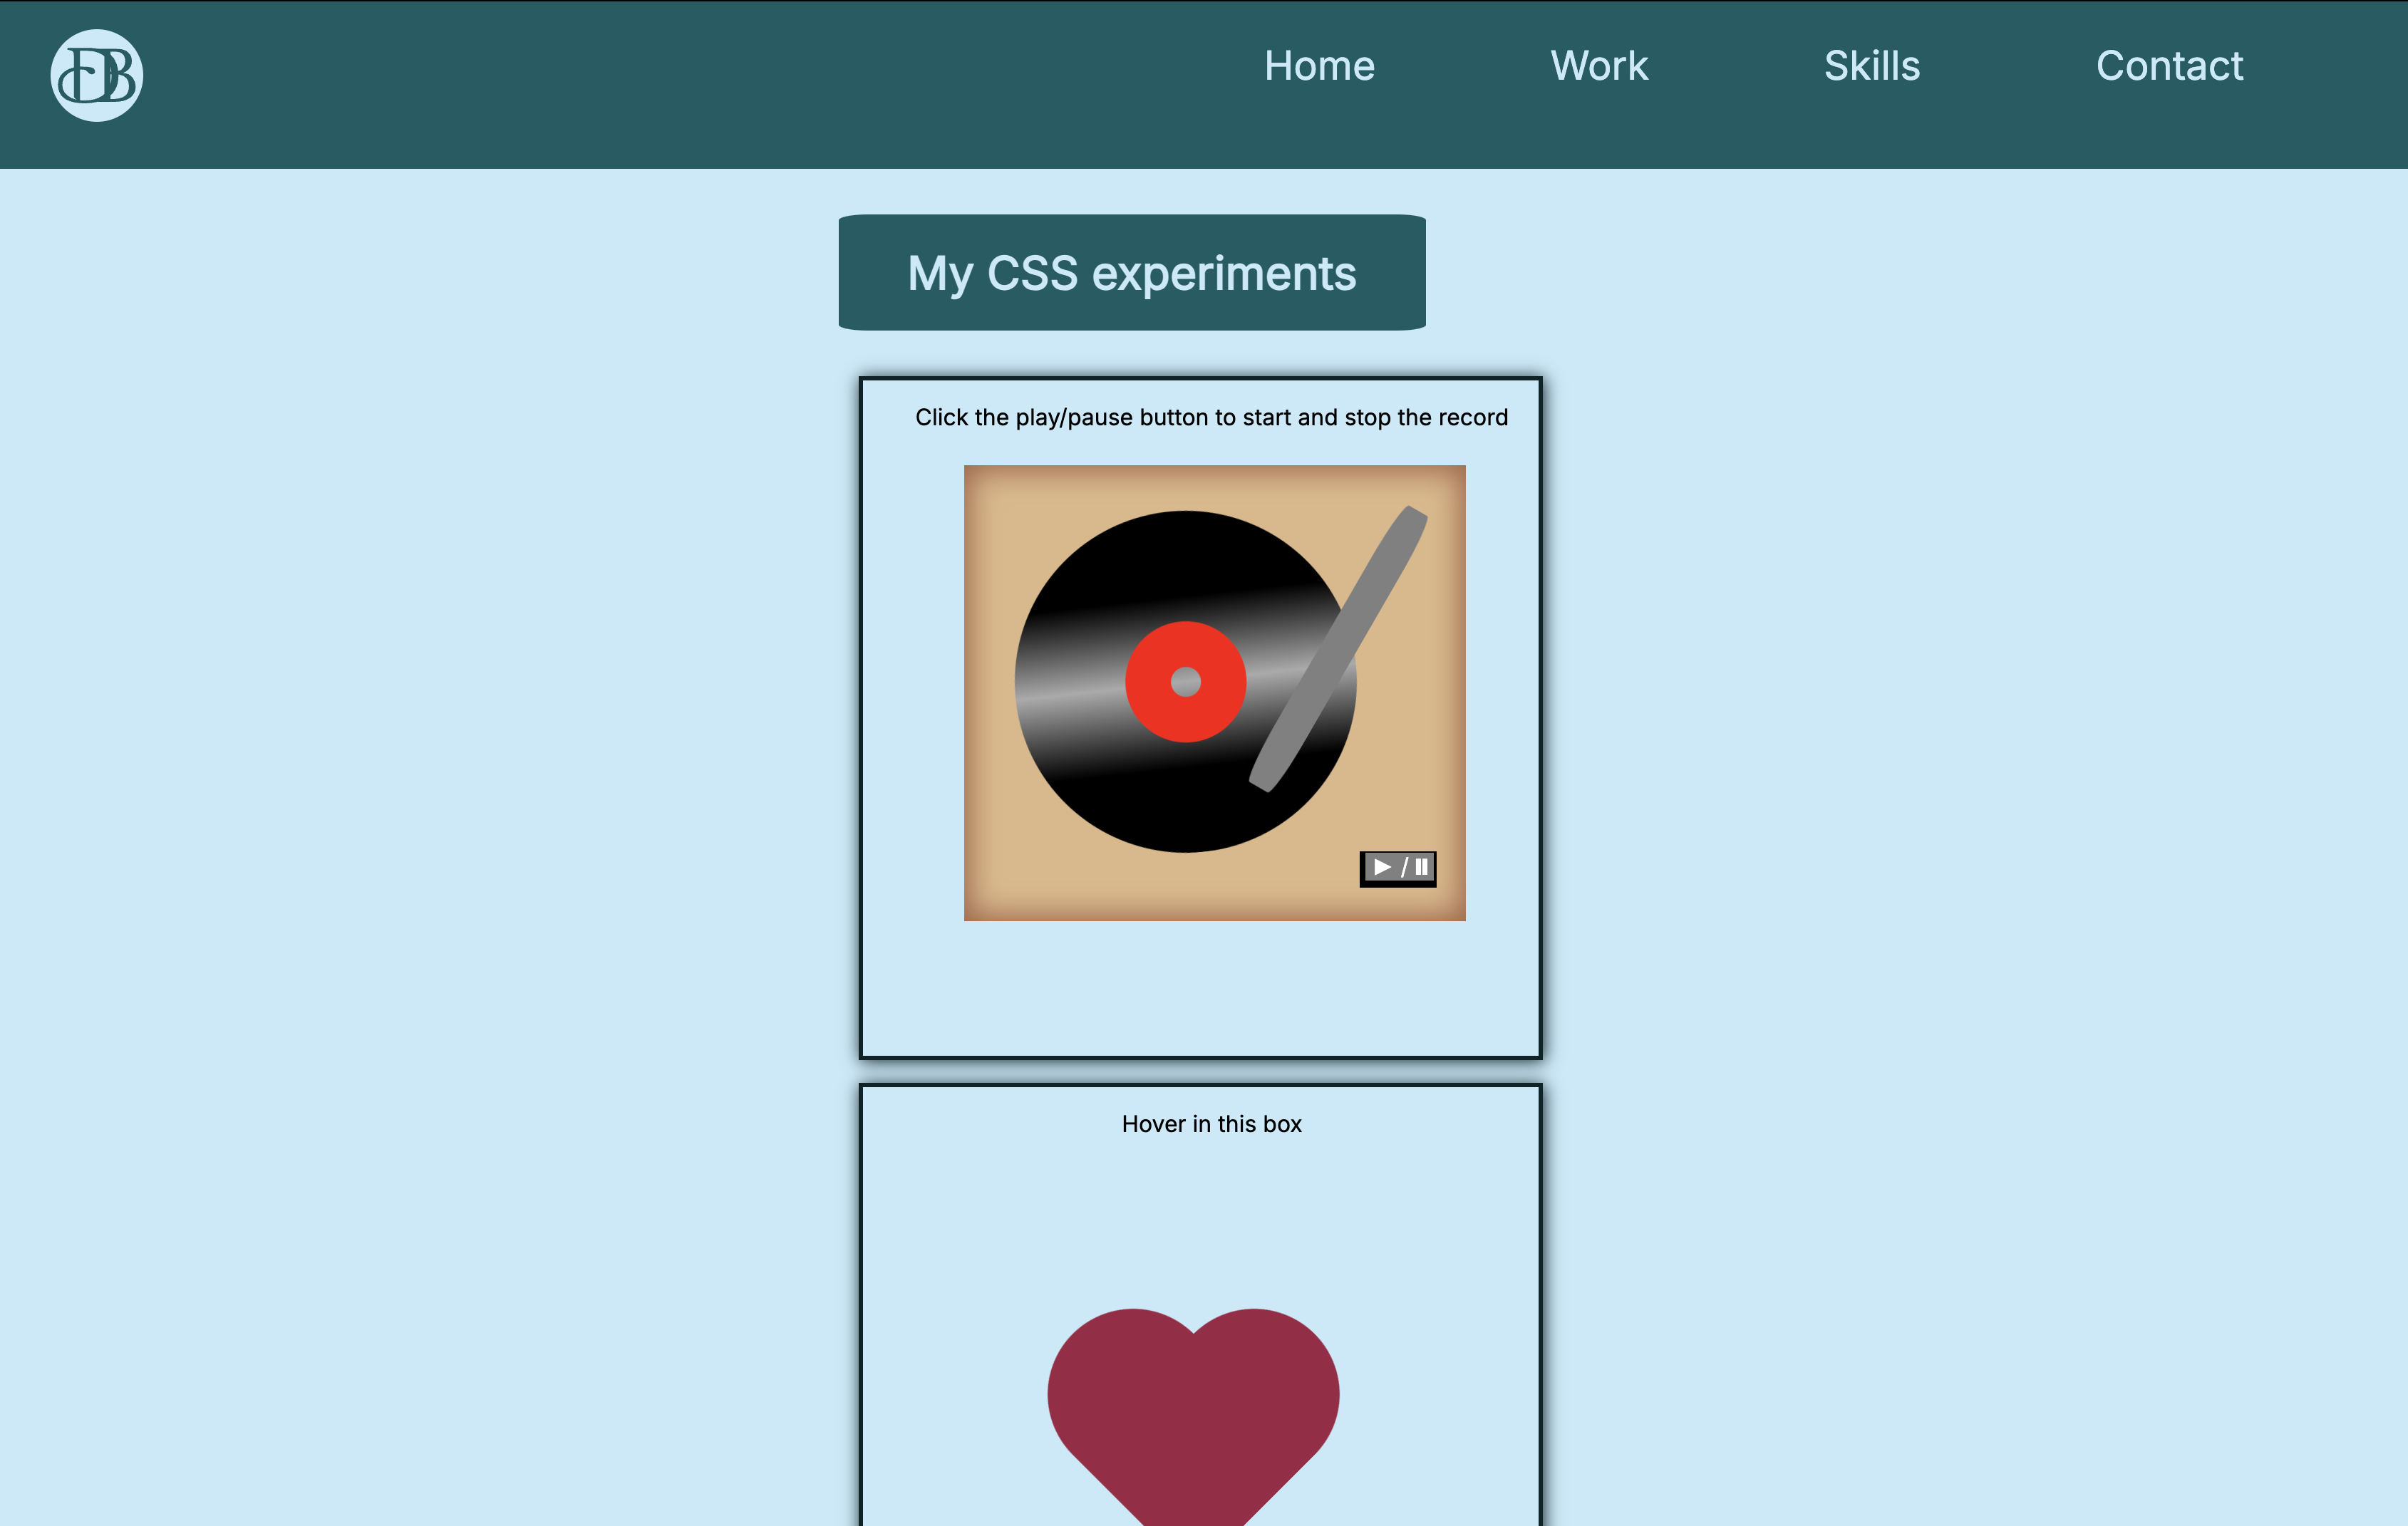 DB
Home Work Skills Contact
My CSS experiments
Click the play/pause button to start and stop the record
/
Hover in this box